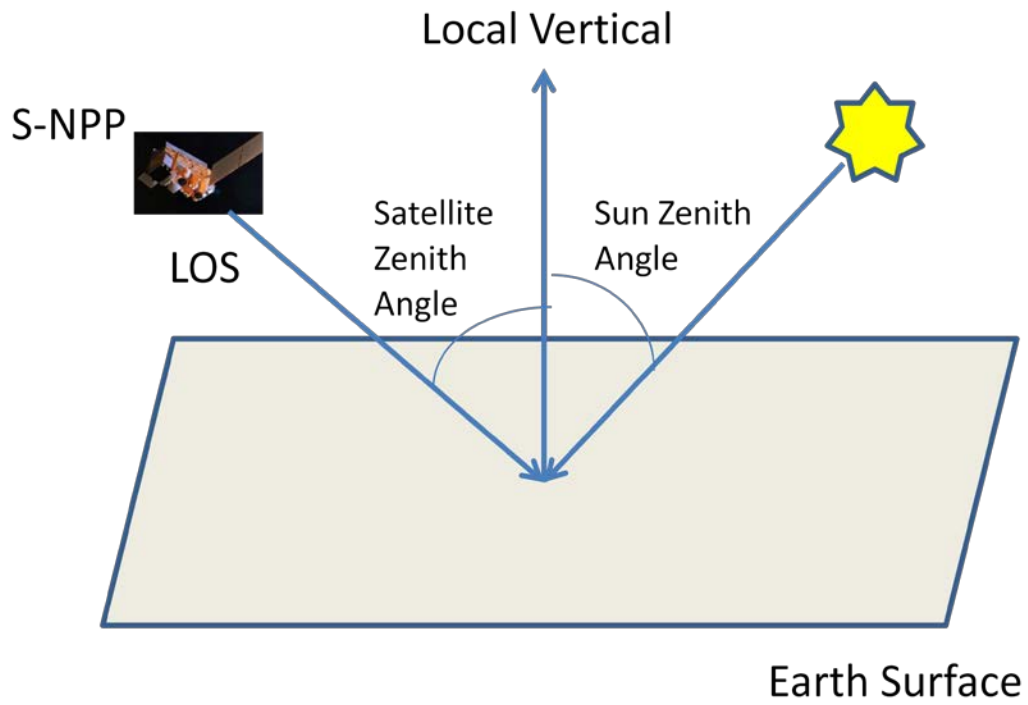 Local Vertical
S-NPP
LOS
Satellite
Zenith
Angle
Sun Zenith
Angle
Earth Surface